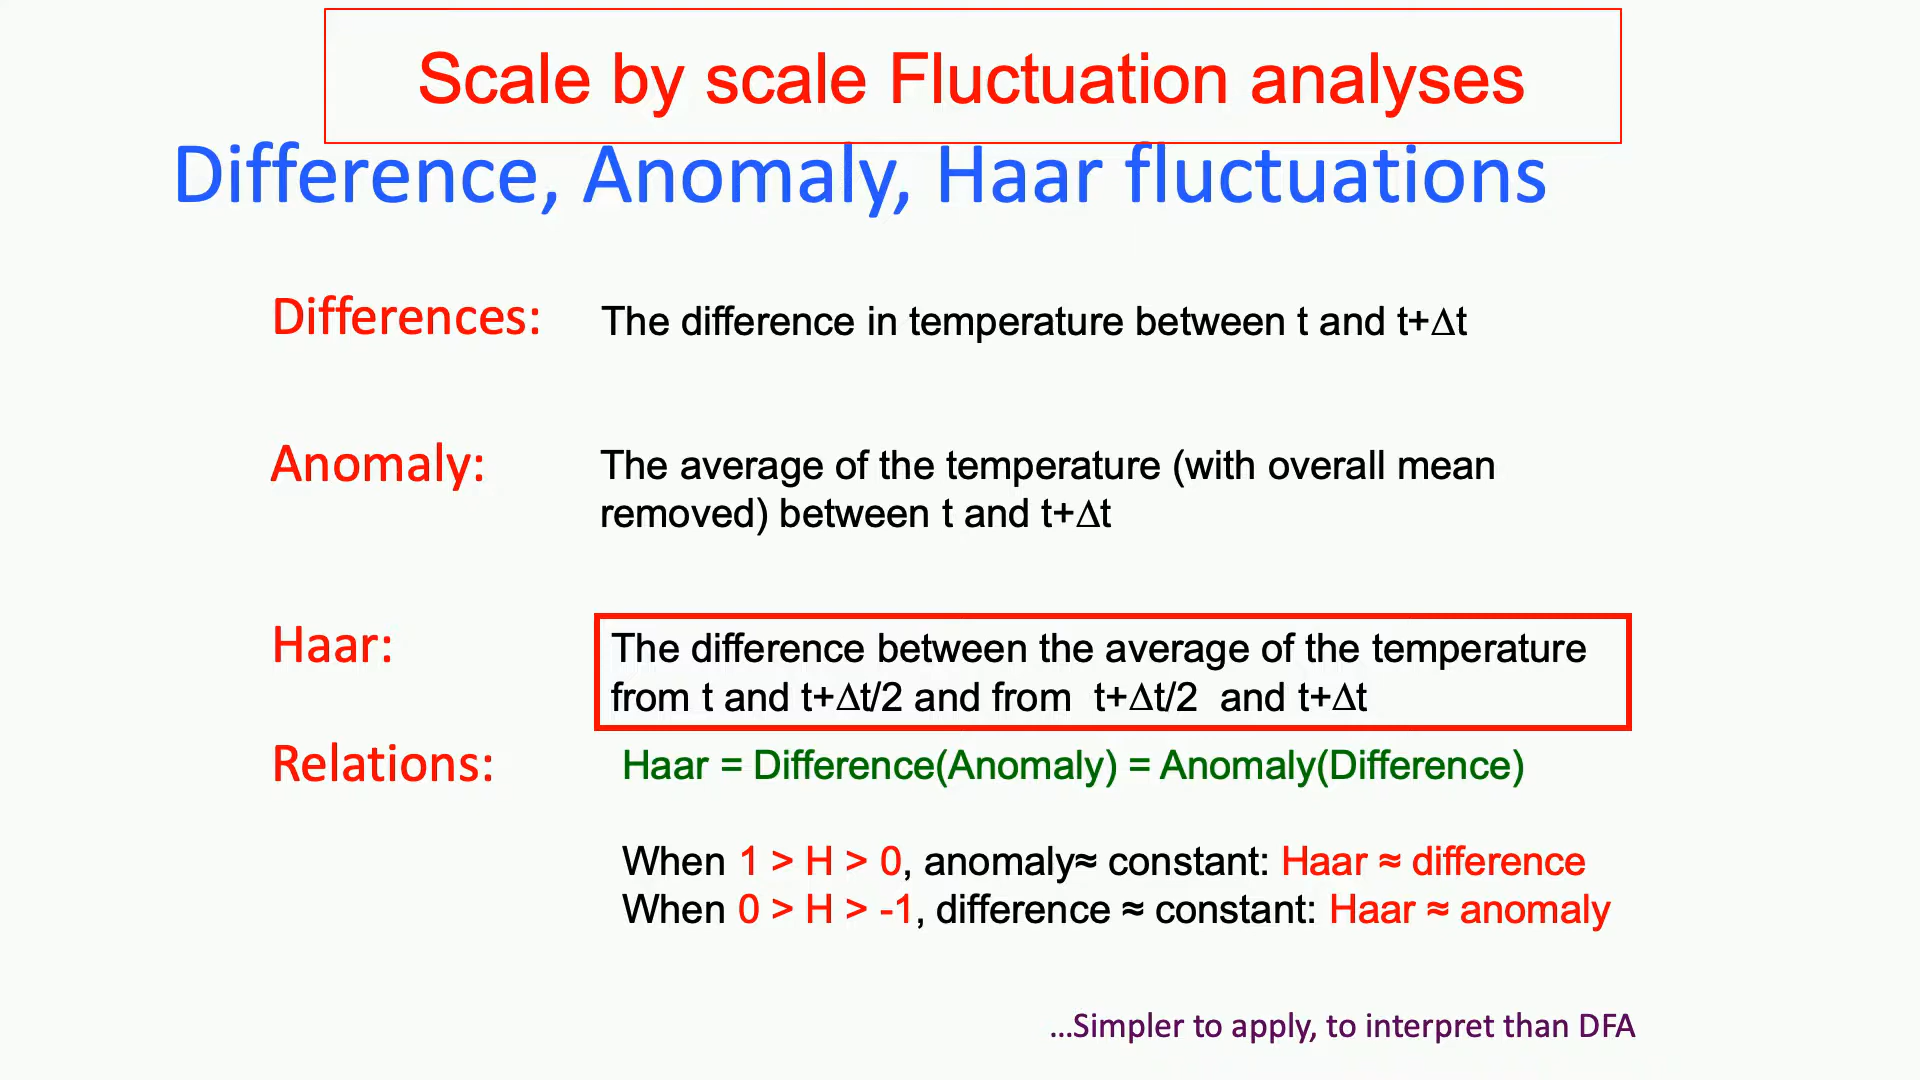 Scale by scale Fluctuation analyses
Difference, Anomaly, Haar fluctuations
Differences: The difference in temperature between t and t+Δt
Anomaly: The average of the temperature (with overall mean
removed) between t and t+Δt
Haar: The difference between the average of the temperature
from t and t+Δt/2 and from t+Δt/2 and t+Δt
Relations: Haar = Difference(Anomaly) = Anomaly(Difference)
When 1 > H > 0, anomaly≈ constant: Haar ≈ difference
When 0 > H > -1, difference ≈ constant: Haar ≈ anomaly
...Simpler to apply, to interpret than DFA